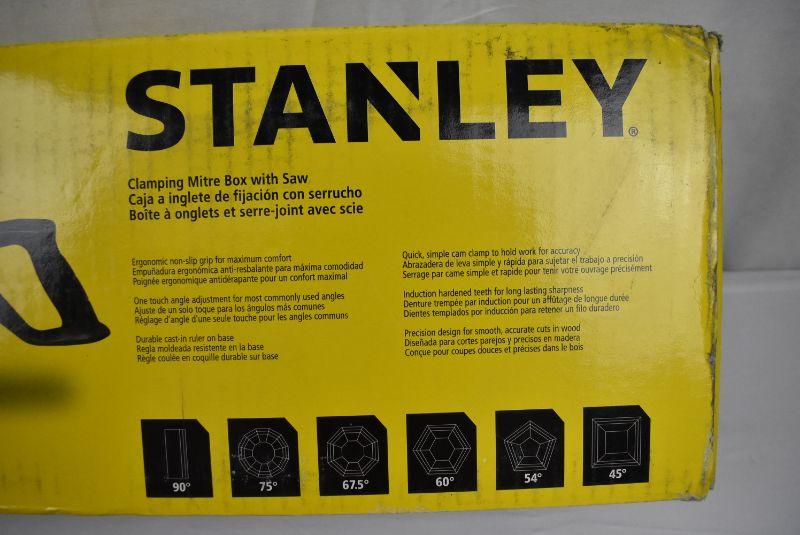 STANLEY®
Clamping Mitre Box with Saw
Caja a inglete de fijación con serrucho
Boîte à onglets et serre-joint avec scie
Ergonomic non-slip grip for maximum comfort
Empuñadura ergonómica anti-resbalante para máxima comodidad
Poignée ergonomique antidérapante pour un confort maximal
One touch angle adjustment for most commonly used angles
Ajuste de un solo toque para los ángulos más comunes
Réglage d'angle d'une seule touche pour les angles communs
Durable cast-in ruler on base
Regla moldeada resistente en la base
Règle coulée en coquille durable sur base
Quick, simple cam clamp to hold work for accuracy
Abrazadera de leva simple y rápida para sujetar el trabajo a precisión
Serrage par came simple et rapide pour tenir votre ouvrage précisément
Induction hardened teeth for long lasting sharpness
Denture trempée par induction pour un affûtage de longue durée
Dientes templados por inducción para retener un filo duradero
Precision design for smooth, accurate cuts in wood
Diseñada para cortes parejos y precisos en madera
Conçue pour coupes douces et précises dans le bois
90°
75°
67.5°
60°
54°
45°